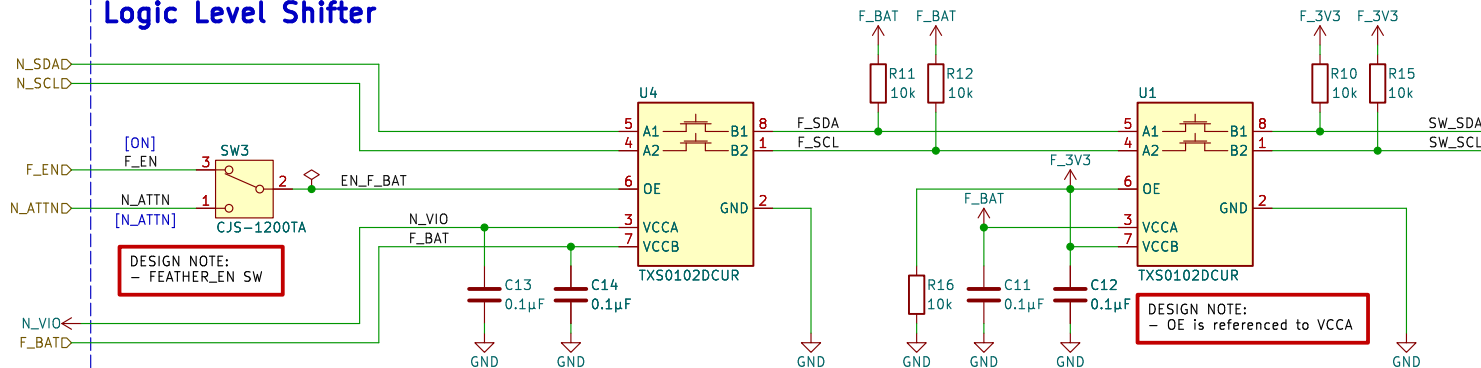 Logic Level Shifter
F_BAT
F_BAT
F_3V3
F_3V3
N_SDA
N_SCL
R11
10k
R12
10k
R10
10k
R15
10k
U4
U1
5
A1
B1
8
F_SDA
5
A1
B1
8
SW_SDA
4
A2
B2
1
F_SCL
4
A2
B2
1
SW_SCL
[ON]
SW3
F_EN
F_EN
3
2
EN_F_BAT
6
OE
F_3V3
6
OE
N_ATTN
N_ATTN
1
[N_ATTN]
CJS-1200TA
GND
2
F_BAT
GND
2
N_VIO
3
VCCA
3
VCCA
F_BAT
7
VCCB
7
VCCB
TXS0102DCUR
TXS0102DCUR
DESIGN NOTE:
- FEATHER_EN SW
C13
0.1µF
C14
0.1µF
R16
10k
C11
0.1µF
C12
0.1µF
DESIGN NOTE:
- OE is referenced to VCCA
N_VIO
F_BAT
GND
GND
GND
GND
GND
GND
GND